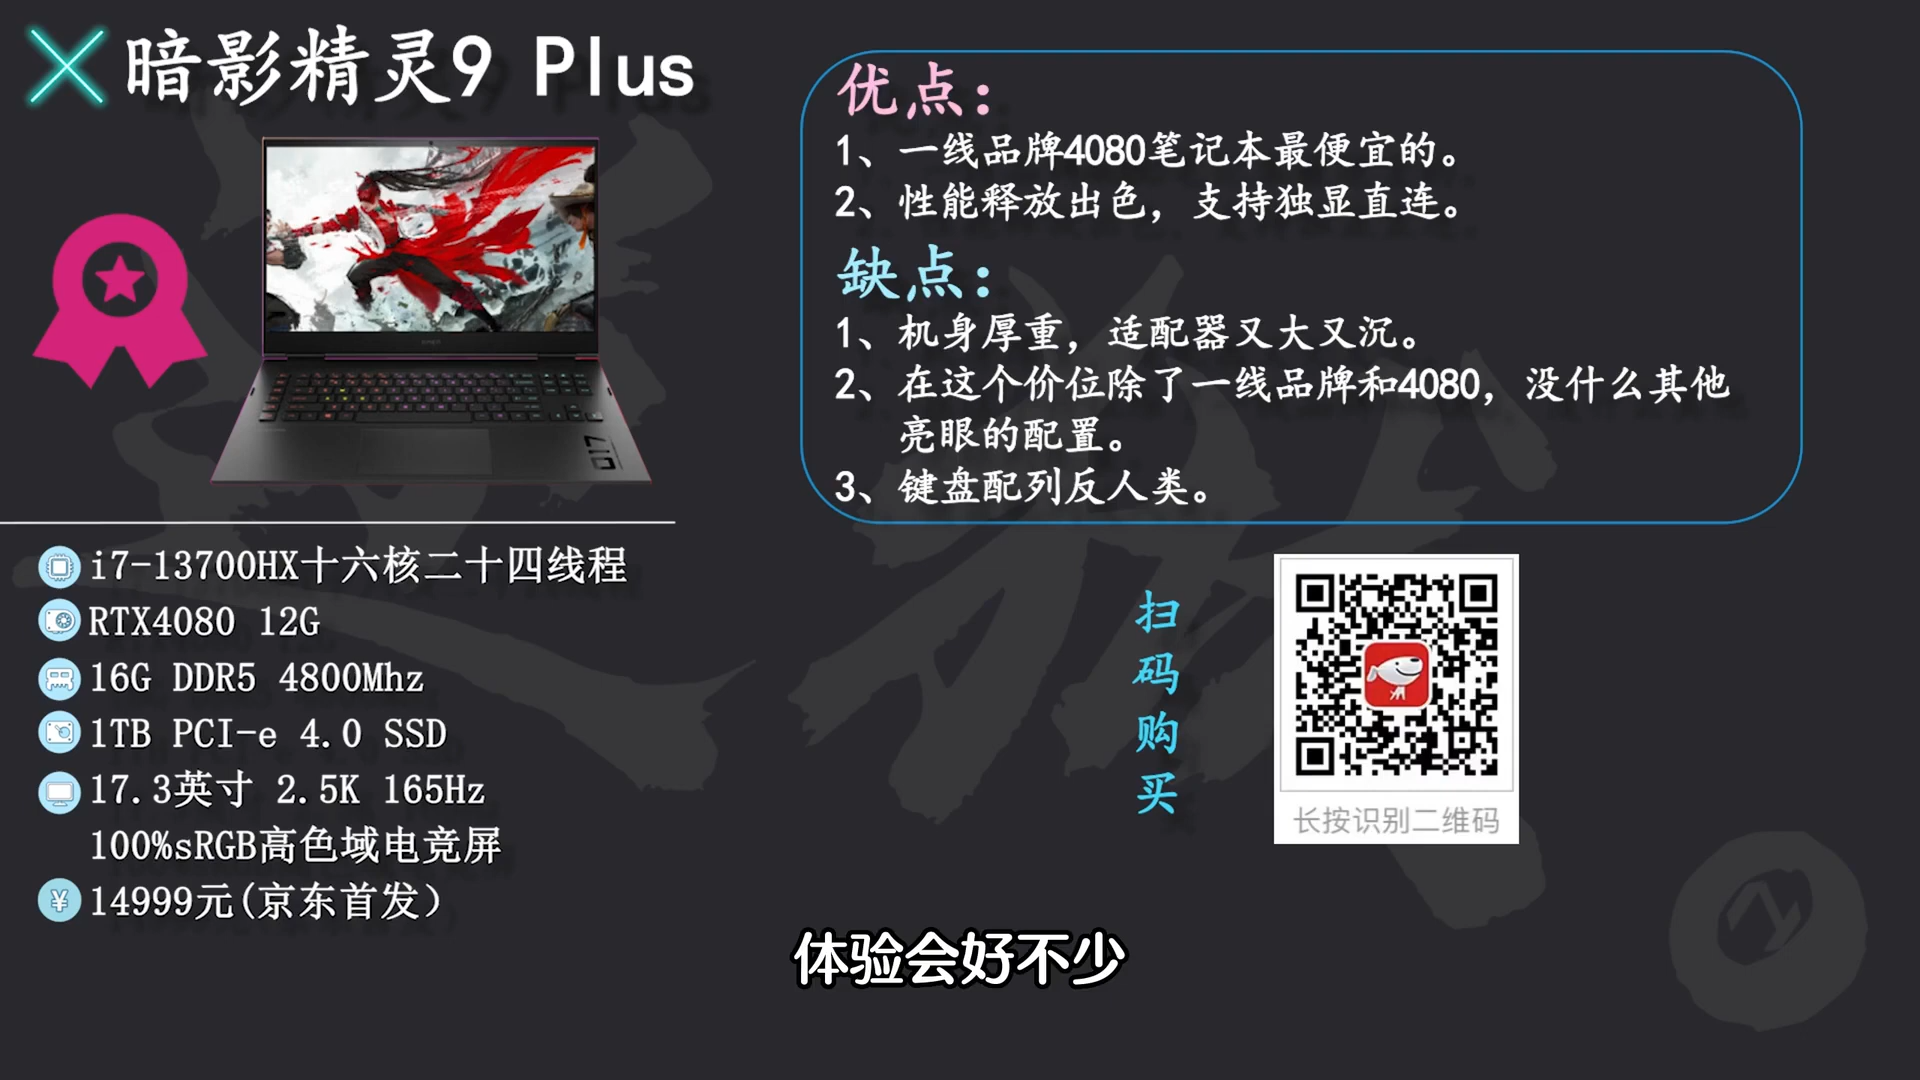 暗影精灵9 Plus
优点：
1、一线品牌4080笔记本最便宜的。
2、性能释放出色，支持独显直连。
缺点：
1、机身厚重，适配器又大又沉。
2、在这个价位除了一线品牌和4080，没什么其他
亮眼的配置。
3、键盘配列反人类。
i7-13700HX十六核二十四线程
RTX4080 12G
16G DDR5 4800Mhz
1TB PCI-e 4.0 SSD
17.3英寸 2.5K 165Hz
100%sRGB高色域电竞屏
14999元(京东首发）
扫码购买
长按识别二维码
体验会好不少